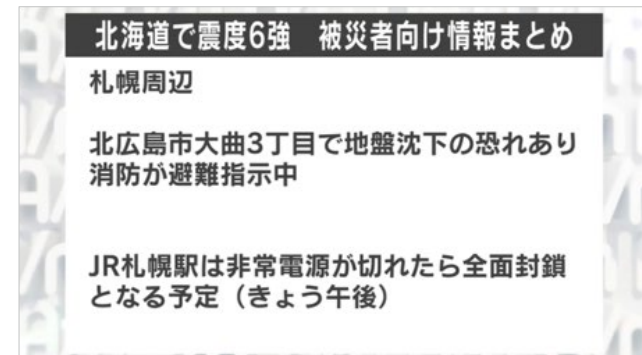 北海道で震度6強　被災者向け情報まとめ
札幌周辺
北広島市大曲3丁目で地盤沈下の恐れあり
消防が避難指示中
JR札幌駅は非常電源が切れたら全面封鎖
となる予定（きょう午後）